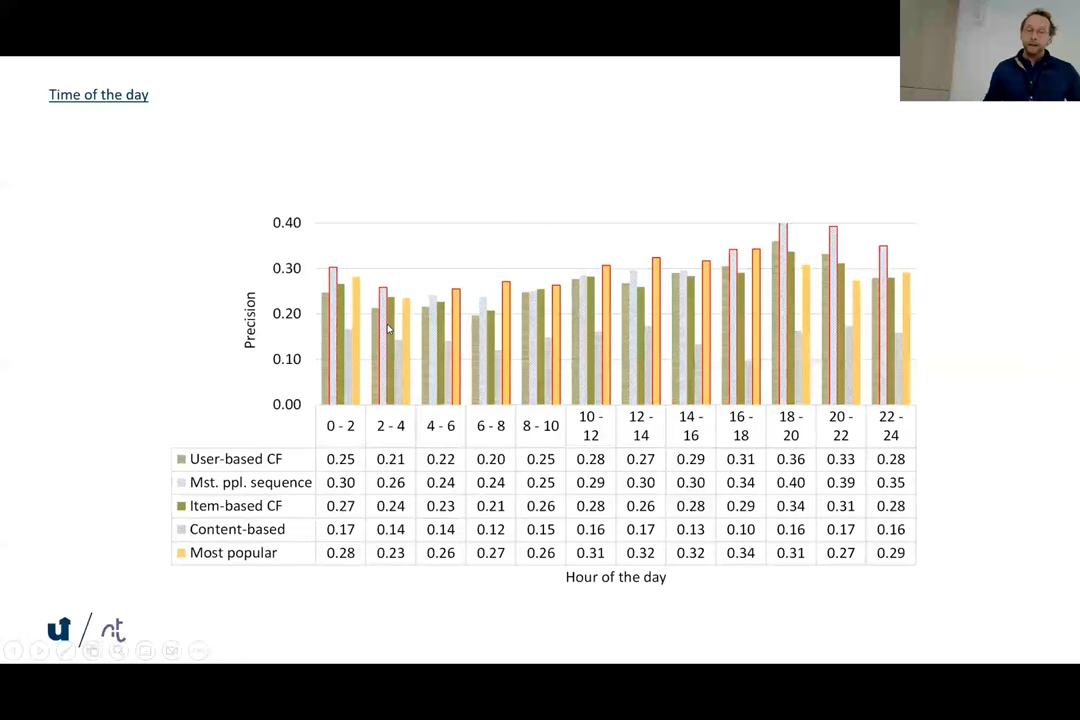 Time of the day
0.40
0.30
0.20
0.10
0.00
Precision
0 - 2 2 - 4 4 - 6 6 - 8 8 - 10 10 - 12 12 - 14 14 - 16 16 - 18 18 - 20 20 - 22 22 - 24
User-based CF 0.25 0.21 0.22 0.20 0.25 0.28 0.27 0.29 0.31 0.36 0.33 0.28
Mst. ppl. sequence 0.30 0.26 0.24 0.24 0.25 0.29 0.30 0.30 0.34 0.40 0.39 0.35
Item-based CF 0.27 0.24 0.23 0.21 0.26 0.28 0.26 0.28 0.29 0.34 0.31 0.28
Content-based 0.17 0.14 0.14 0.12 0.15 0.16 0.17 0.13 0.10 0.16 0.17 0.16
Most popular 0.28 0.23 0.26 0.27 0.26 0.31 0.32 0.32 0.34 0.31 0.27 0.29
Hour of the day